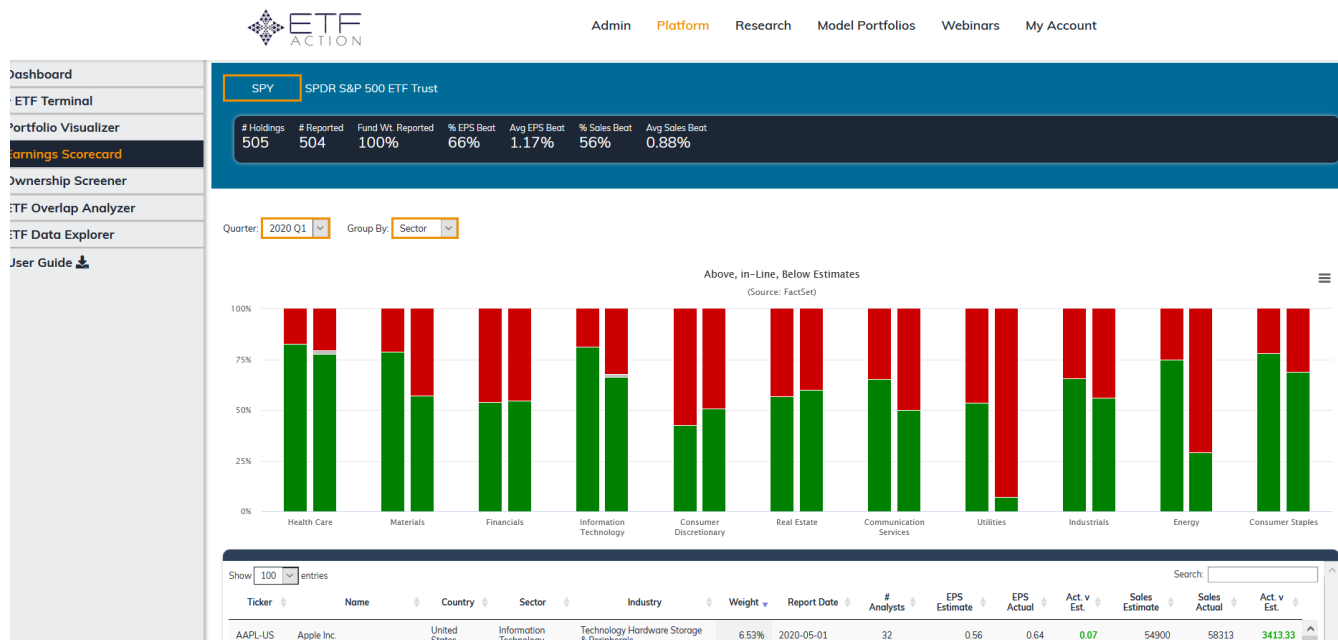 ETF
ACTION
Admin Platform Research Model Portfolios Webinars My Account
Dashboard
ETF Terminal
Portfolio Visualizer
Earnings Scorecard
Ownership Screener
ETF Overlap Analyzer
ETF Data Explorer
User Guide
SPY SPDR S&P 500 ETF Trust
# Holdings # Reported Fund Wt. Reported % EPS Beat Avg EPS Beat % Sales Beat Avg Sales Beat
505 504 100% 66% 1.17% 56% 0.88%
Quarter: 2020 Q1 Group By: Sector
Above, in-Line, Below Estimates
(Source: FactSet)
100%
75%
50%
25%
0%
Health Care Materials Financials Information Technology Consumer Discretionary Real Estate Communication Services Utilities Industrials Energy Consumer Staples
Show 100 entries Search:
Ticker Name Country Sector Industry Weight Report Date # Analysts EPS Estimate EPS Actual Act. v Est. Sales Estimate Sales Actual Act. v Est.
AAPL-US Apple Inc. United States Information Technology Technology Hardware Storage & Peripherals 6.53% 2020-05-01 32 0.56 0.64 0.07 54900 58313 3413.33